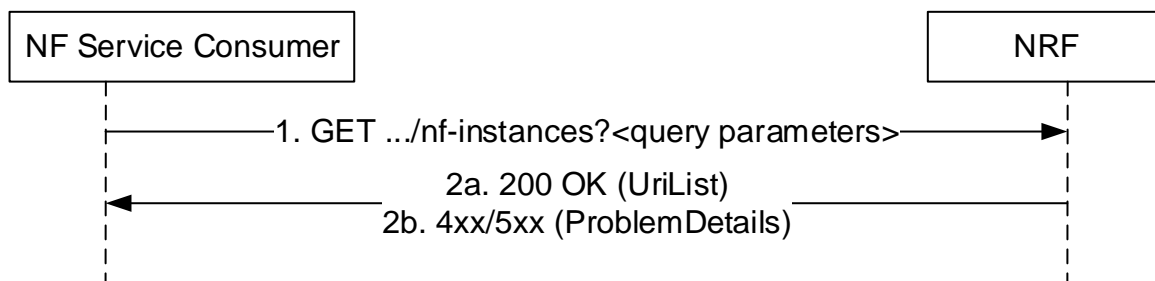 NF Service Consumer
NRF
1. GET .../nf-instances?<query parameters>
2a. 200 OK (UriList)
2b. 4xx/5xx (ProblemDetails)